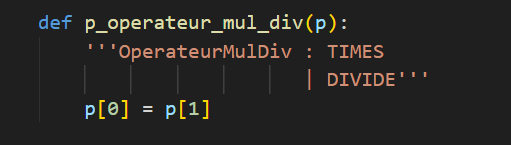 def p_operateur_mul_div(p):
    '''OperateurMulDiv : TIMES
                       | DIVIDE'''
    p[0] = p[1]